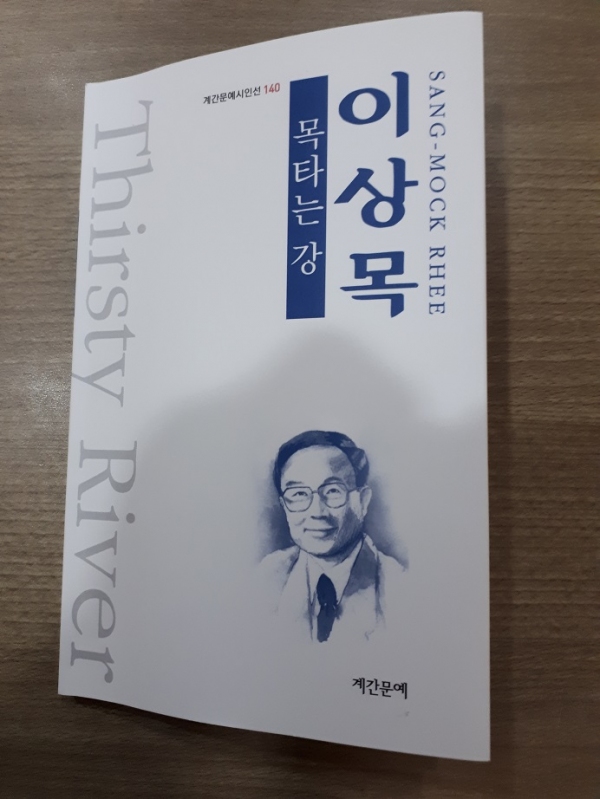 계간문예시인선 140
이상목
SANG-MOCK RHEE
목타는 강
Thirsty River
계간문예